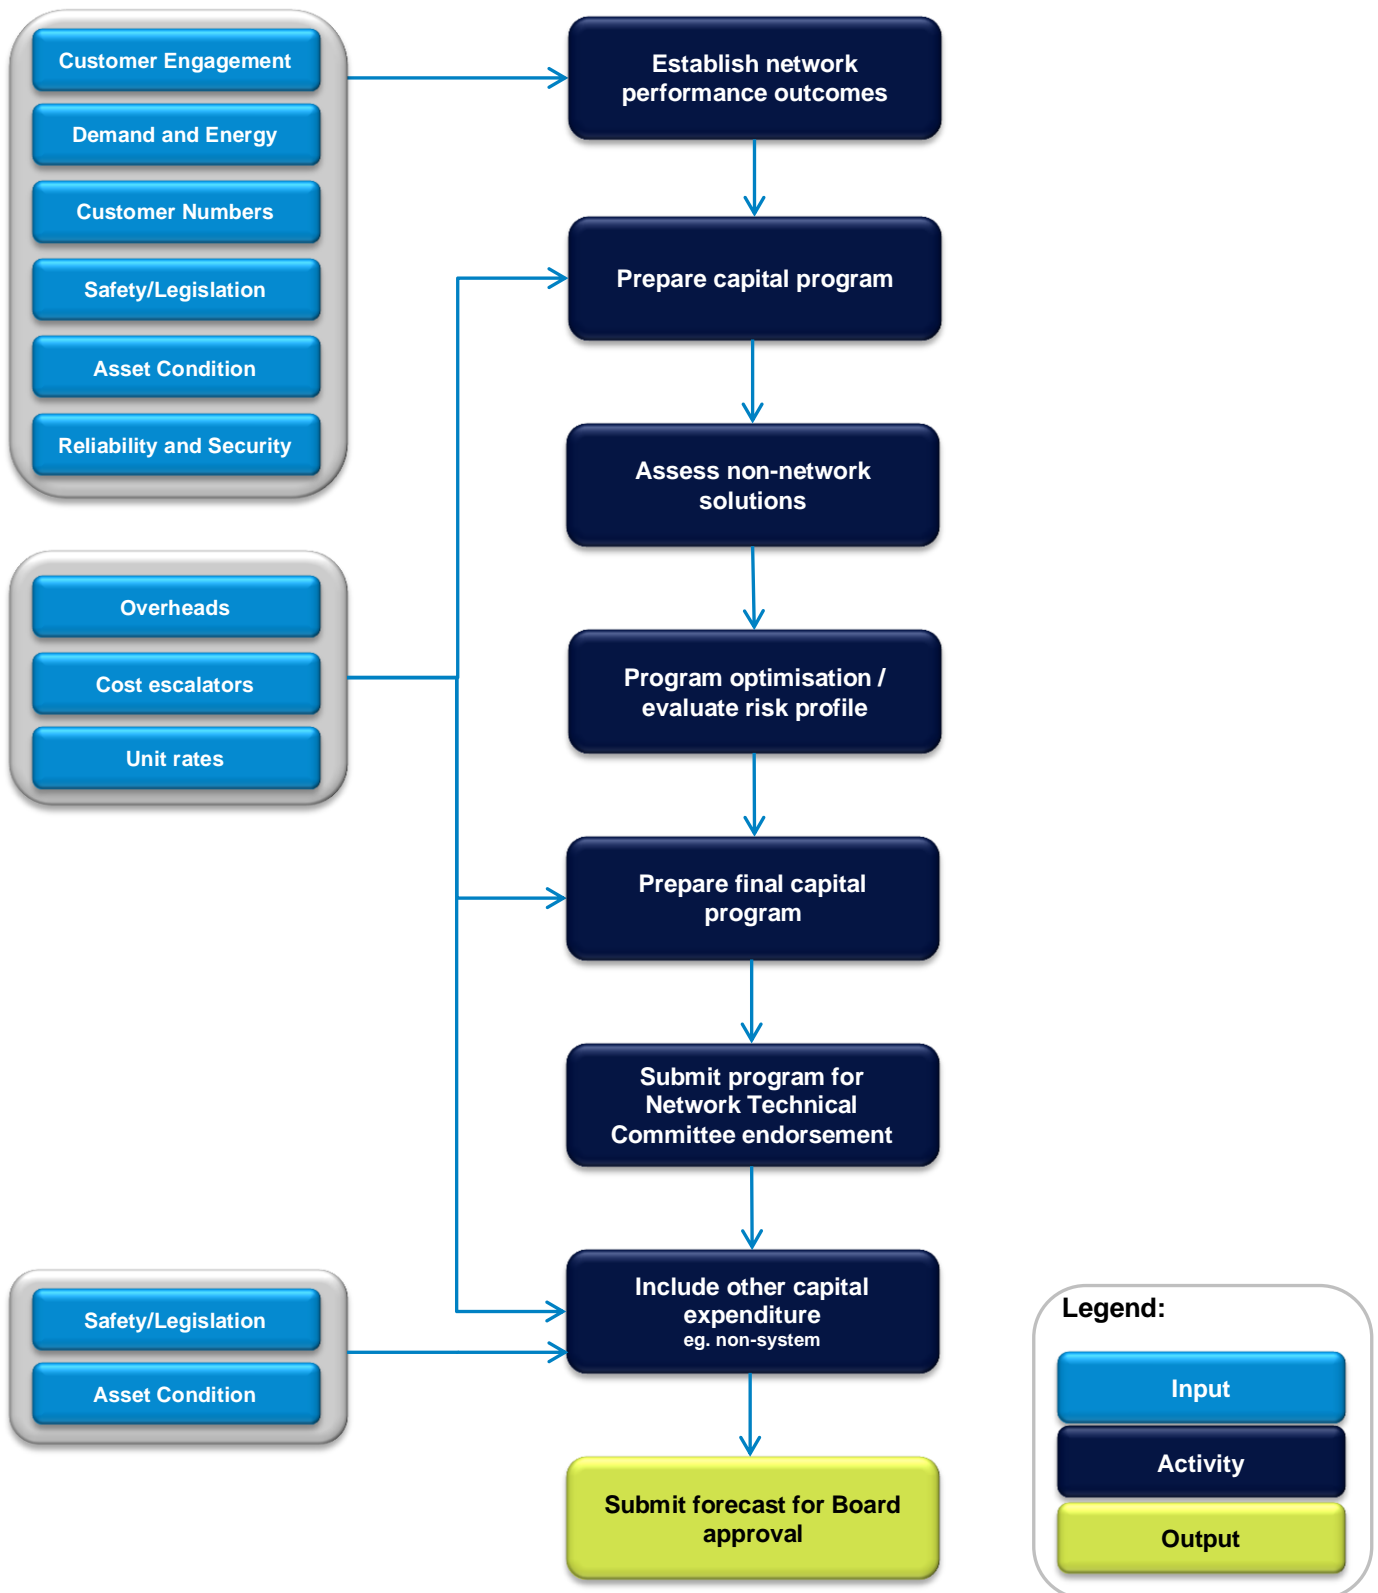 Customer Engagement
Demand and Energy
Customer Numbers
Safety/Legislation
Asset Condition
Reliability and Security
Overheads
Cost escalators
Unit rates
Safety/Legislation
Asset Condition
Establish network
performance outcomes
Prepare capital program
Assess non-network
solutions
Program optimisation /
evaluate risk profile
Prepare final capital
program
Submit program for
Network Technical
Committee endorsement
Include other capital
expenditure
eg. non-system
Submit forecast for Board
approval
Legend:
Input
Activity
Output